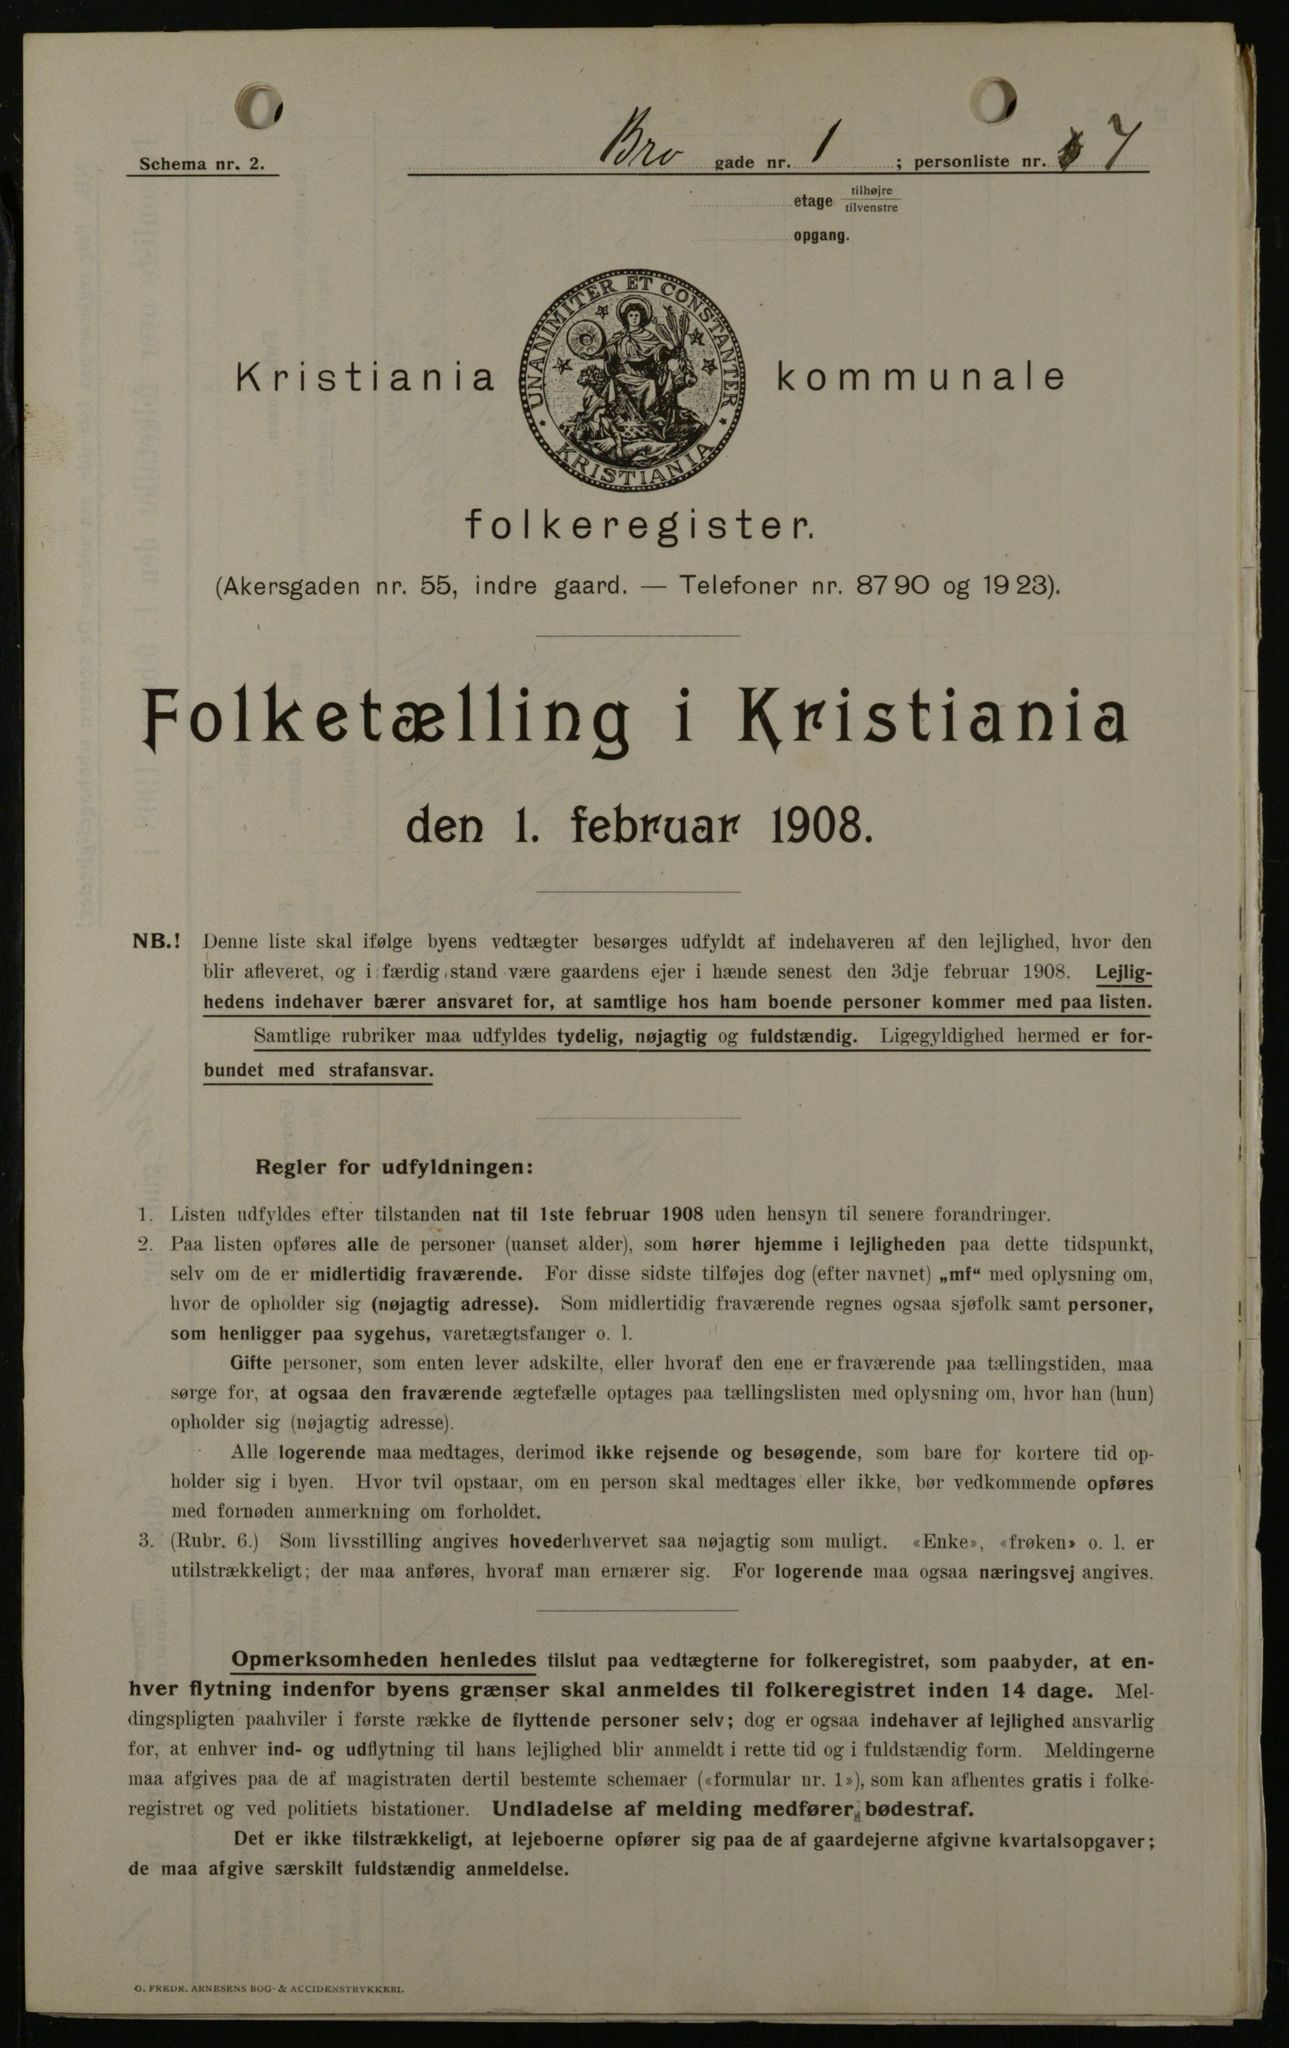 Schema nr. 2.
Bro gade nr. 1 ; personliste nr. 7
etage tilhøjre
tilvenstre
opgang.
UNANIMITER ET CONSTANTER
KRISTIANIA
Kristiania kommunale
folkeregister.
(Akersgaden nr. 55, indre gaard. — Telefoner nr. 8790 og 1923).
Folketælling i Kristiania
den 1. februar 1908.
NB.! Denne liste skal ifølge byens vedtægter besørges udfyldt af indehaveren af den lejlighed, hvor den
blir afleveret, og i færdig stand være gaardens ejer i hænde senest den 3dje februar 1908. Lejlig-
hedens indehaver bærer ansvaret for, at samtlige hos ham boende personer kommer med paa listen.
Samtlige rubriker maa udfyldes tydelig, nøjagtig og fuldstændig. Ligegyldighed hermed er for-
bundet med strafansvar.
Regler for udfyldningen:
1. Listen udfyldes efter tilstanden nat til 1ste februar 1908 uden hensyn til senere forandringer.
2. Paa listen opføres alle de personer (uanset alder), som hører hjemme i lejligheden paa dette tidspunkt,
selv om de er midlertidig fraværende. For disse sidste tilføjes dog (efter navnet) „mf“ med oplysning om,
hvor de opholder sig (nøjagtig adresse). Som midlertidig fraværende regnes ogsaa sjøfolk samt personer,
som henligger paa sygehus, varetægtsfanger o. l.
Gifte personer, som enten lever adskilte, eller hvoraf den ene er fraværende paa tællingstiden, maa
sørge for, at ogsaa den fraværende ægtefælle optages paa tællingslisten med oplysning om, hvor han (hun)
opholder sig (nøjagtig adresse).
Alle logerende maa medtages, derimod ikke rejsende og besøgende, som bare for kortere tid op-
holder sig i byen. Hvor tvil opstaar, om en person skal medtages eller ikke, bør vedkommende opføres
med fornøden anmerkning om forholdet.
3. (Rubr. 6.) Som livsstilling angives hovederhvervet saa nøjagtig som muligt. «Enke», «frøken» o. l. er
utilstrækkeligt; der maa anføres, hvoraf man ernærer sig. For logerende maa ogsaa næringsvej angives.
Opmerksomheden henledes tilslut paa vedtægterne for folkeregistret, som paabyder, at en-
hver flytning indenfor byens grænser skal anmeldes til folkeregistret inden 14 dage. Mel-
dingspligten paahviler i første række de flyttende personer selv; dog er ogsaa indehaver af lejlighed ansvarlig
for, at enhver ind- og udflytning til hans lejlighed blir anmeldt i rette tid og i fuldstændig form. Meldingerne
maa afgives paa de af magistraten dertil bestemte schemaer («formular nr. 1»), som kan afhentes gratis i folke-
registret og ved politiets bistationer. Undladelse af melding medfører bødestraf.
Det er ikke tilstrækkeligt, at lejeboerne opfører sig paa de af gaardejerne afgivne kvartalsopgaver;
de maa afgive særskilt fuldstændig anmeldelse.
O. FREDR. ARNESENS BOG- & ACCIDENSTRYKKERI.